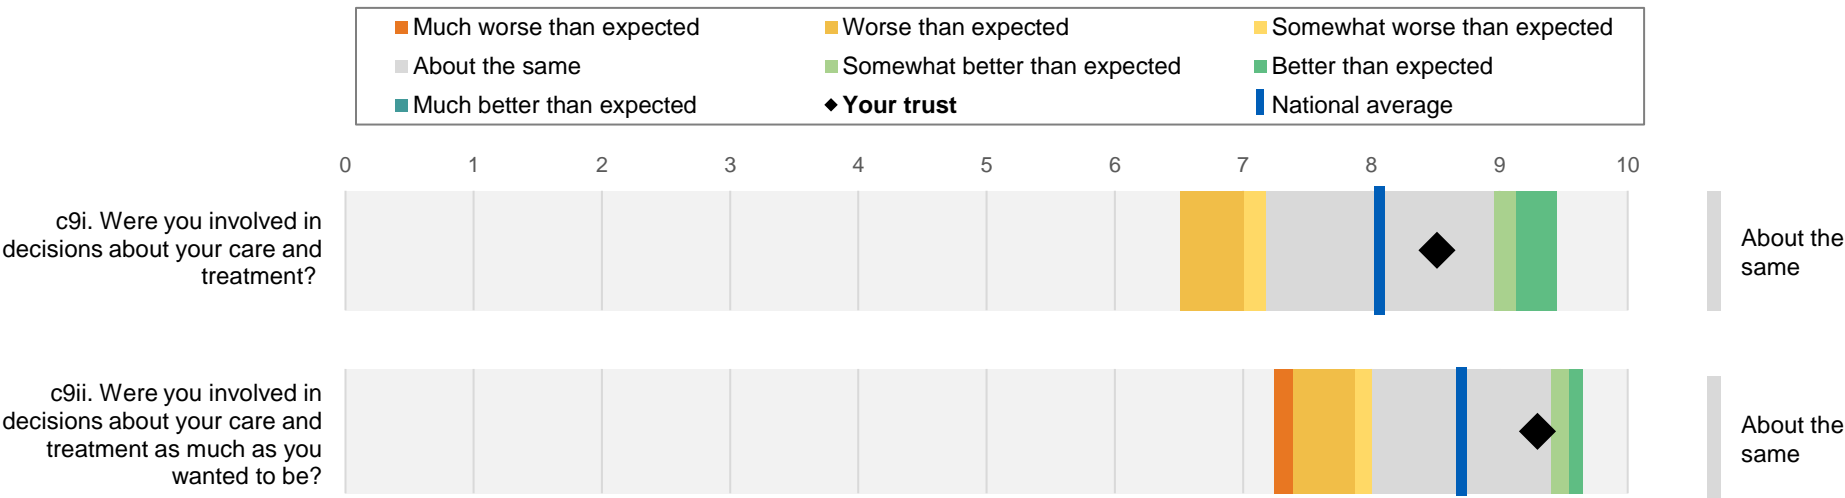 Much worse than expected
Worse than expected
Somewhat worse than expected
About the same
Somewhat better than expected
Better than expected
Much better than expected
Your trust
National average
0 1 2 3 4 5 6 7 8 9 10
c9i. Were you involved in
decisions about your care and
treatment?
About the
same
c9ii. Were you involved in
decisions about your care and
treatment as much as you
wanted to be?
About the
same